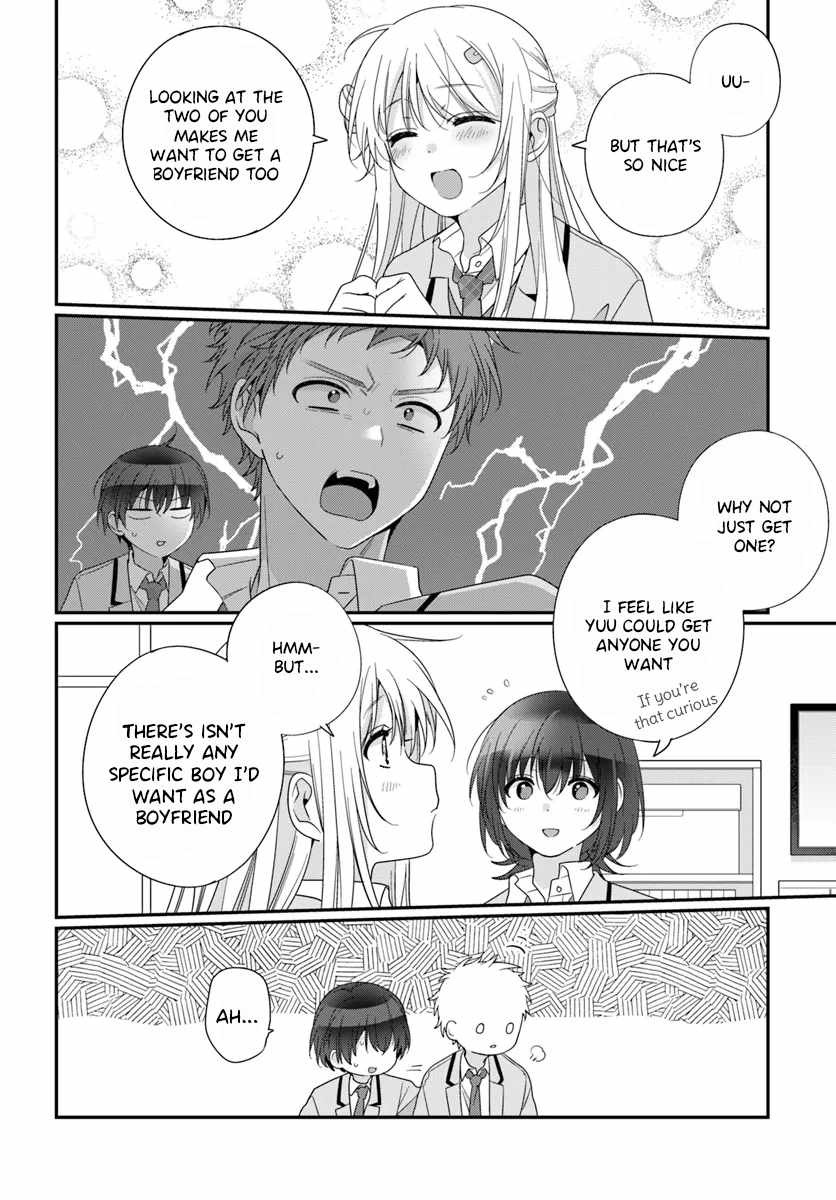 UU-
BUT THAT'S
SO NICE
LOOKING AT THE
TWO OF YOU
MAKES ME
WANT TO GET A
BOYFRIEND TOO
WHY NOT
JUST GET
ONE?
I FEEL LIKE
YUU COULD GET
ANYONE YOU
WANT
If you're
that curious
HMM-
BUT...
THERE'S ISN'T
REALLY ANY
SPECIFIC BOY I'D
WANT AS A
BOYFRIEND
AH...